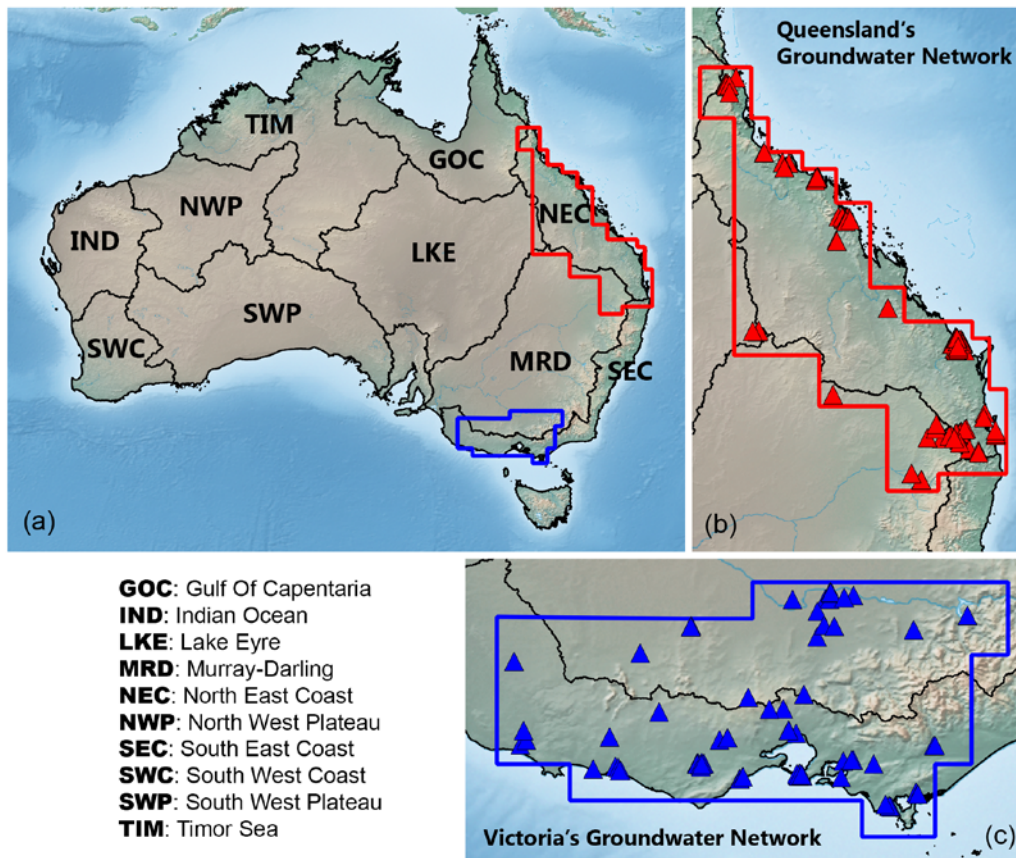 TIM
GOC
NWP
NEC
IND
LKE
SWP
SWC
MRD
SEC
(a)
Queensland's
Groundwater Network
(b)
GOC: Gulf Of Capentaria
IND: Indian Ocean
LKE: Lake Eyre
MRD: Murray-Darling
NEC: North East Coast
NWP: North West Plateau
SEC: South East Coast
SWC: South West Coast
SWP: South West Plateau
TIM: Timor Sea
Victoria's Groundwater Network
(c)